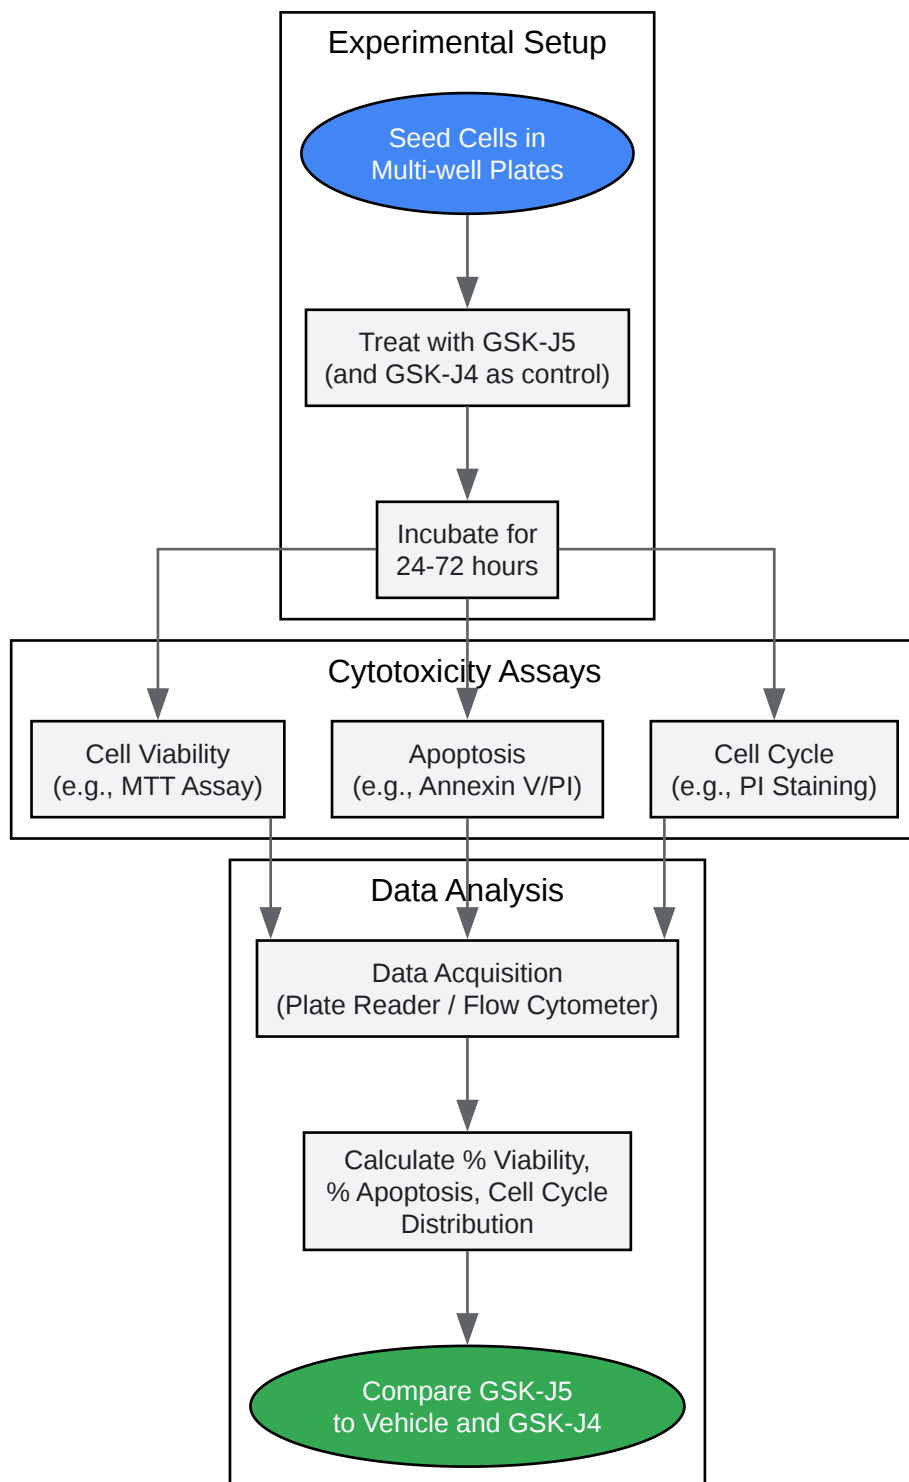 Experimental Setup
Seed Cells in
Multi-well Plates
Treat with GSK-J5
(and GSK-J4 as control)
Incubate for
24-72 hours
Cytotoxicity Assays
Cell Viability
(e.g., MTT Assay)
Apoptosis
(e.g., Annexin V/PI)
Cell Cycle
(e.g., PI Staining)
Data Analysis
Data Acquisition
(Plate Reader / Flow Cytometer)
Calculate % Viability,
% Apoptosis, Cell Cycle
Distribution
Compare GSK-J5
to Vehicle and GSK-J4